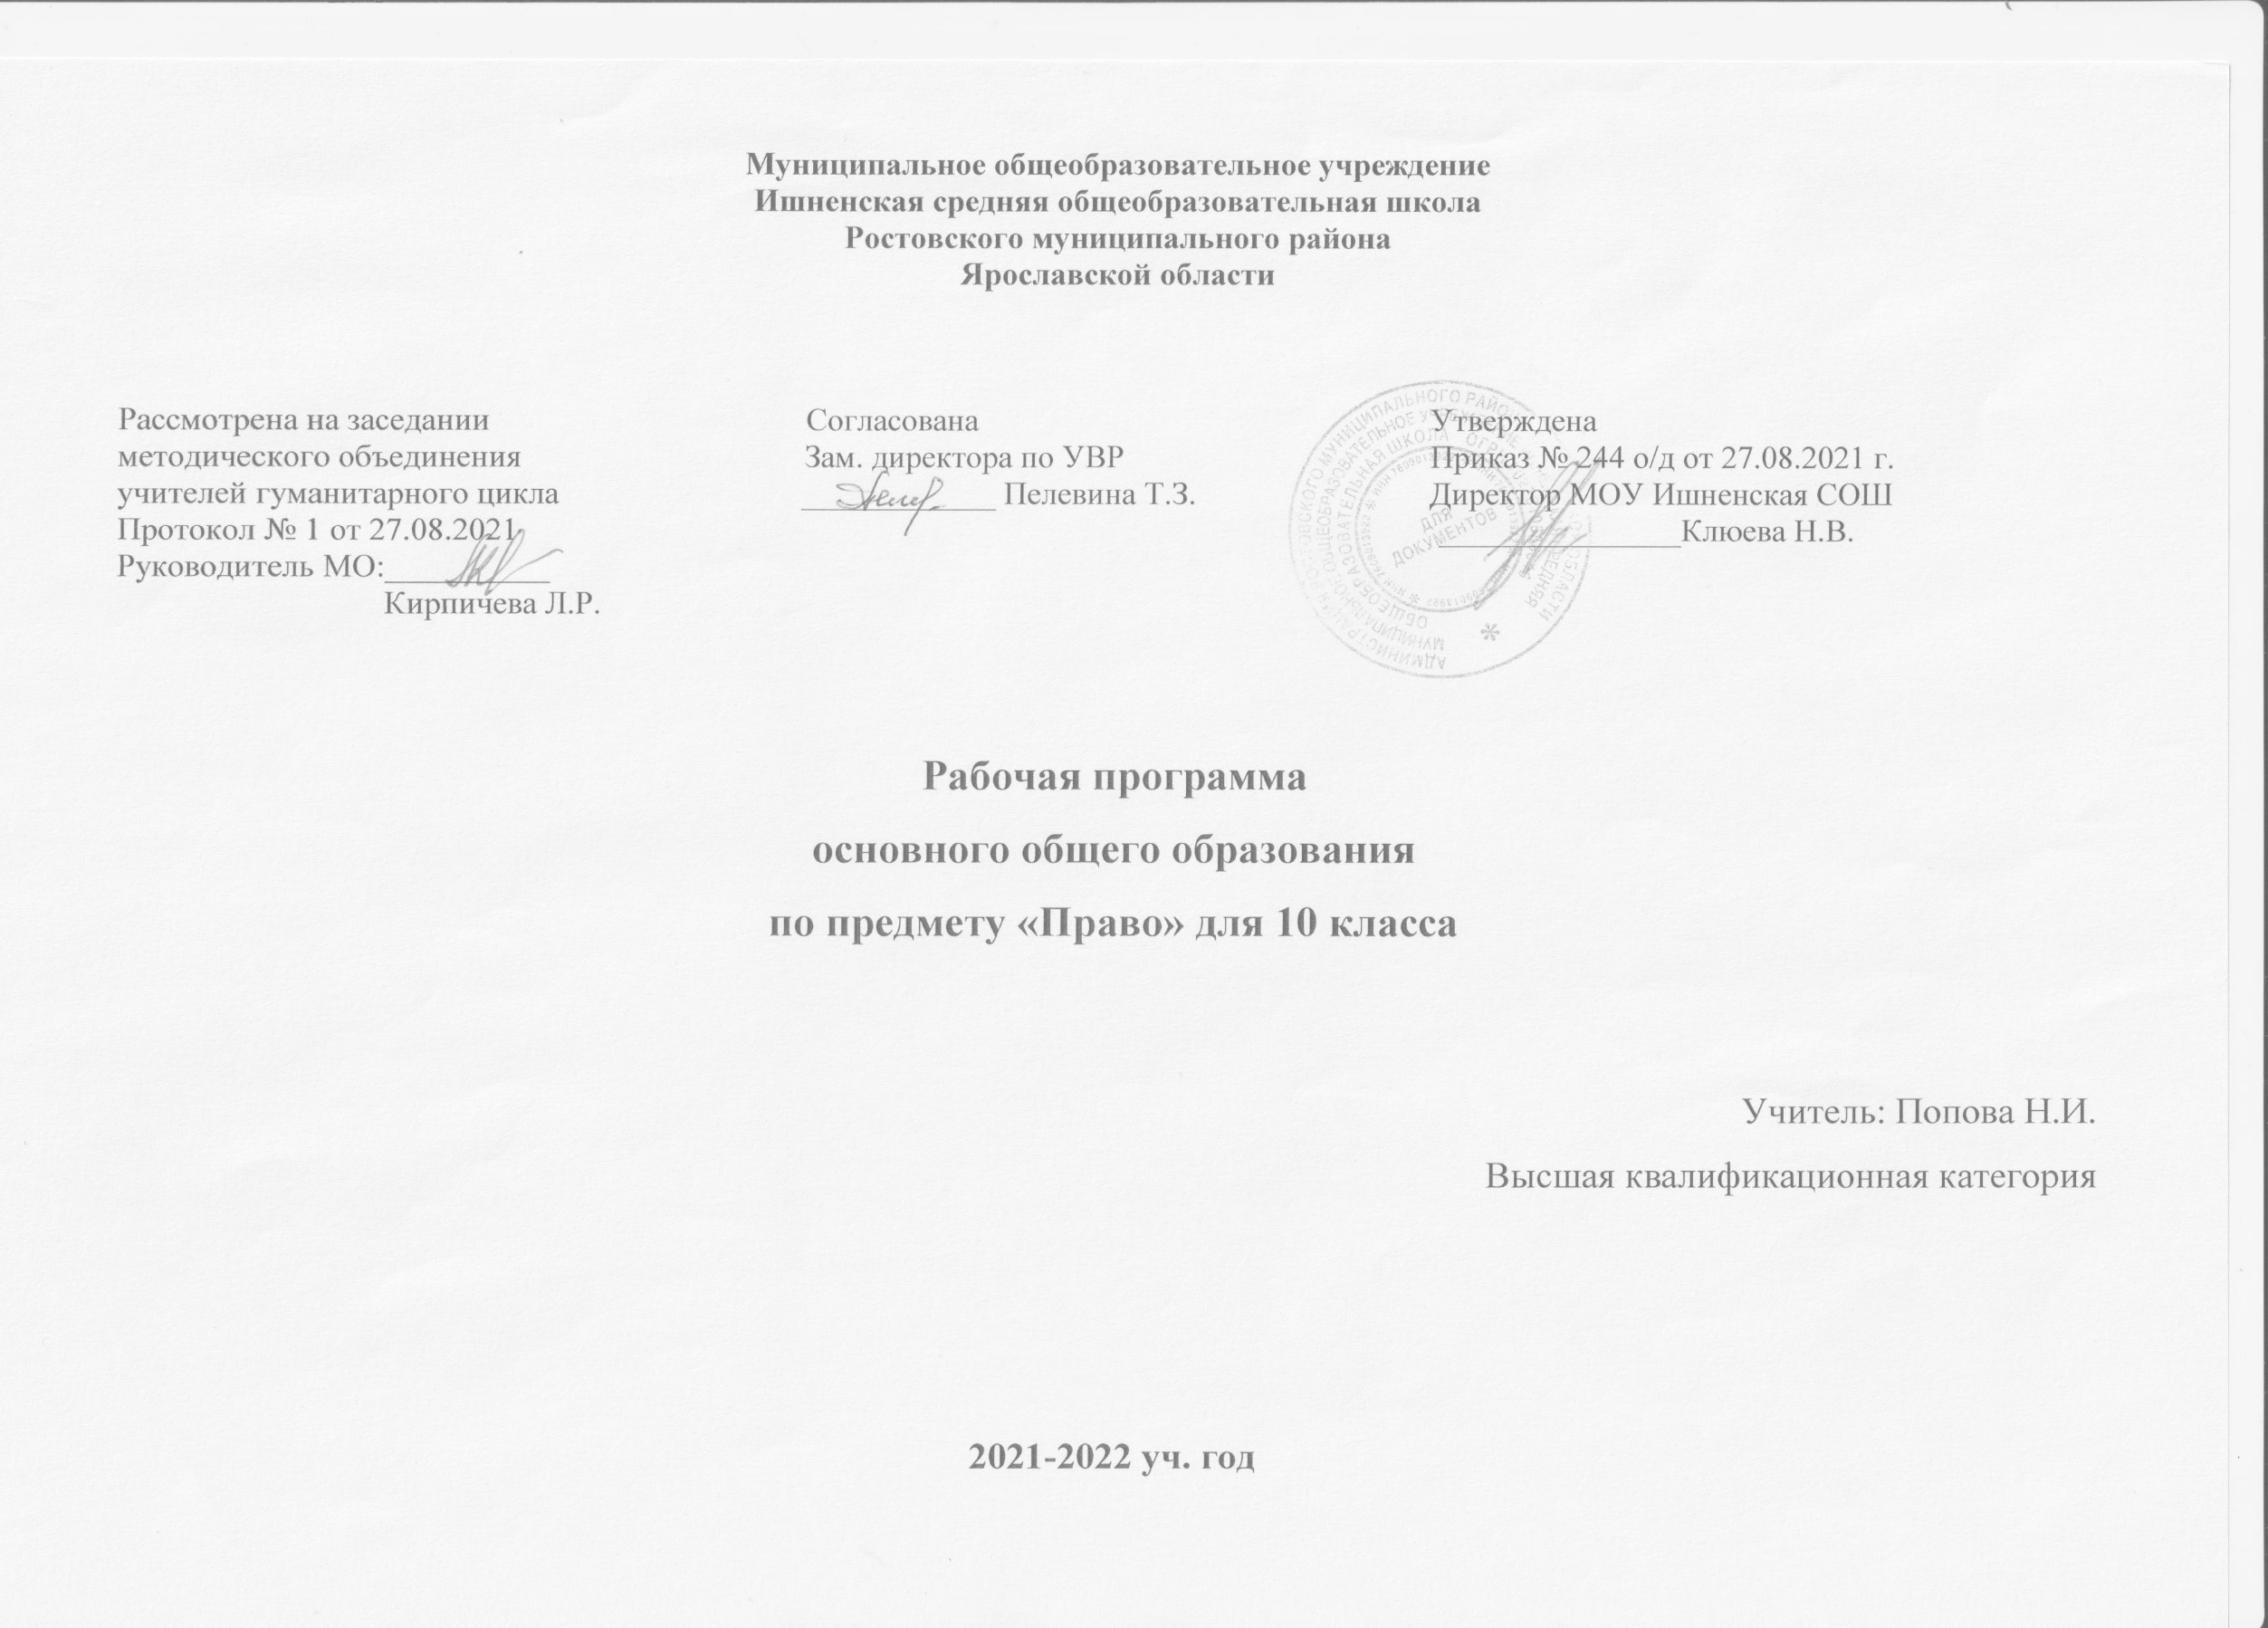 Муниципальное общеобразовательное учреждение
Ишненская средняя общеобразовательная школа
Ростовского муниципального района
Ярославской области
Рассмотрена на заседании
методического объединения
учителей гуманитарного цикла
Протокол № 1 от 27.08.2021
Руководитель МО:
Кирпичева Л.Р.
Согласована
Зам. директора по УВР
Пелевина Т.З.
Утверждена
Приказ № 244 о/д от 27.08.2021 г.
Директор МОУ Ишненская СОШ
Клюева Н.В.
ДЛЯ
ДОКУМЕНТОВ
Рабочая программа
основного общего образования
по предмету «Право» для 10 класса
Учитель: Попова Н.И.
Высшая квалификационная категория
2021-2022 уч. год